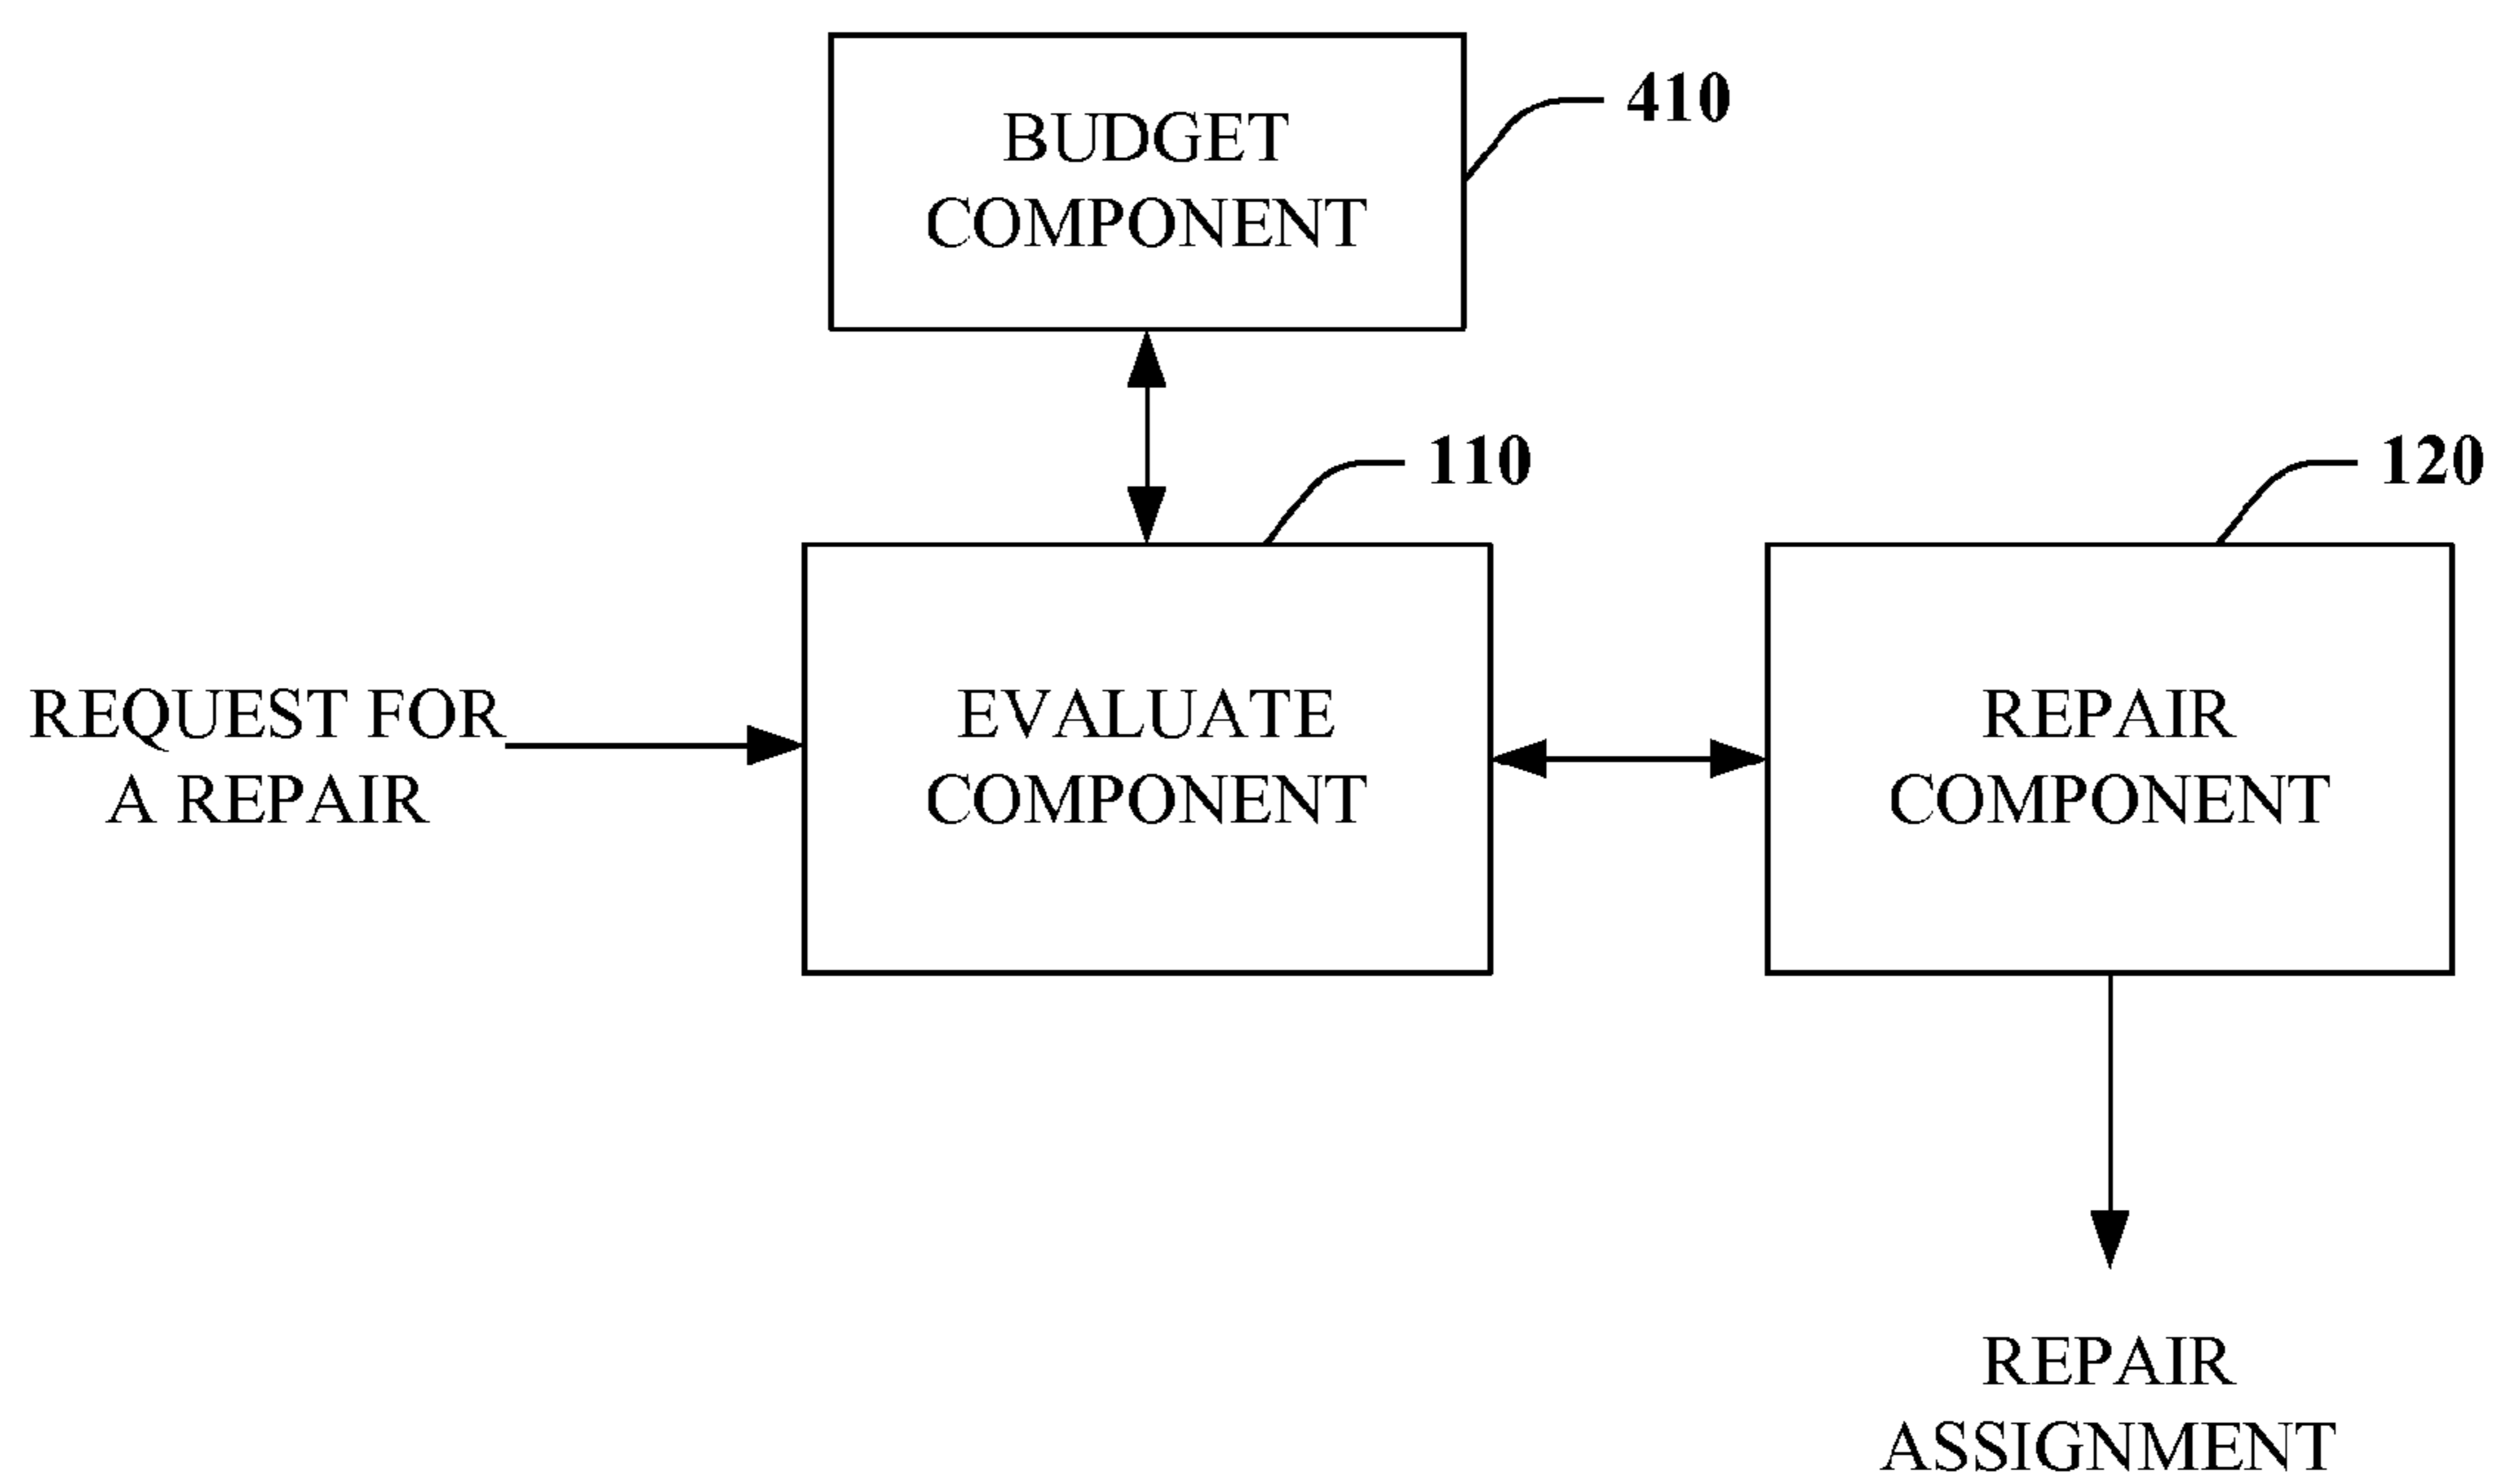 BUDGET
COMPONENT
410
110
120
REQUEST FOR
A REPAIR
EVALUATE
COMPONENT
REPAIR
COMPONENT
REPAIR
ASSIGNMENT